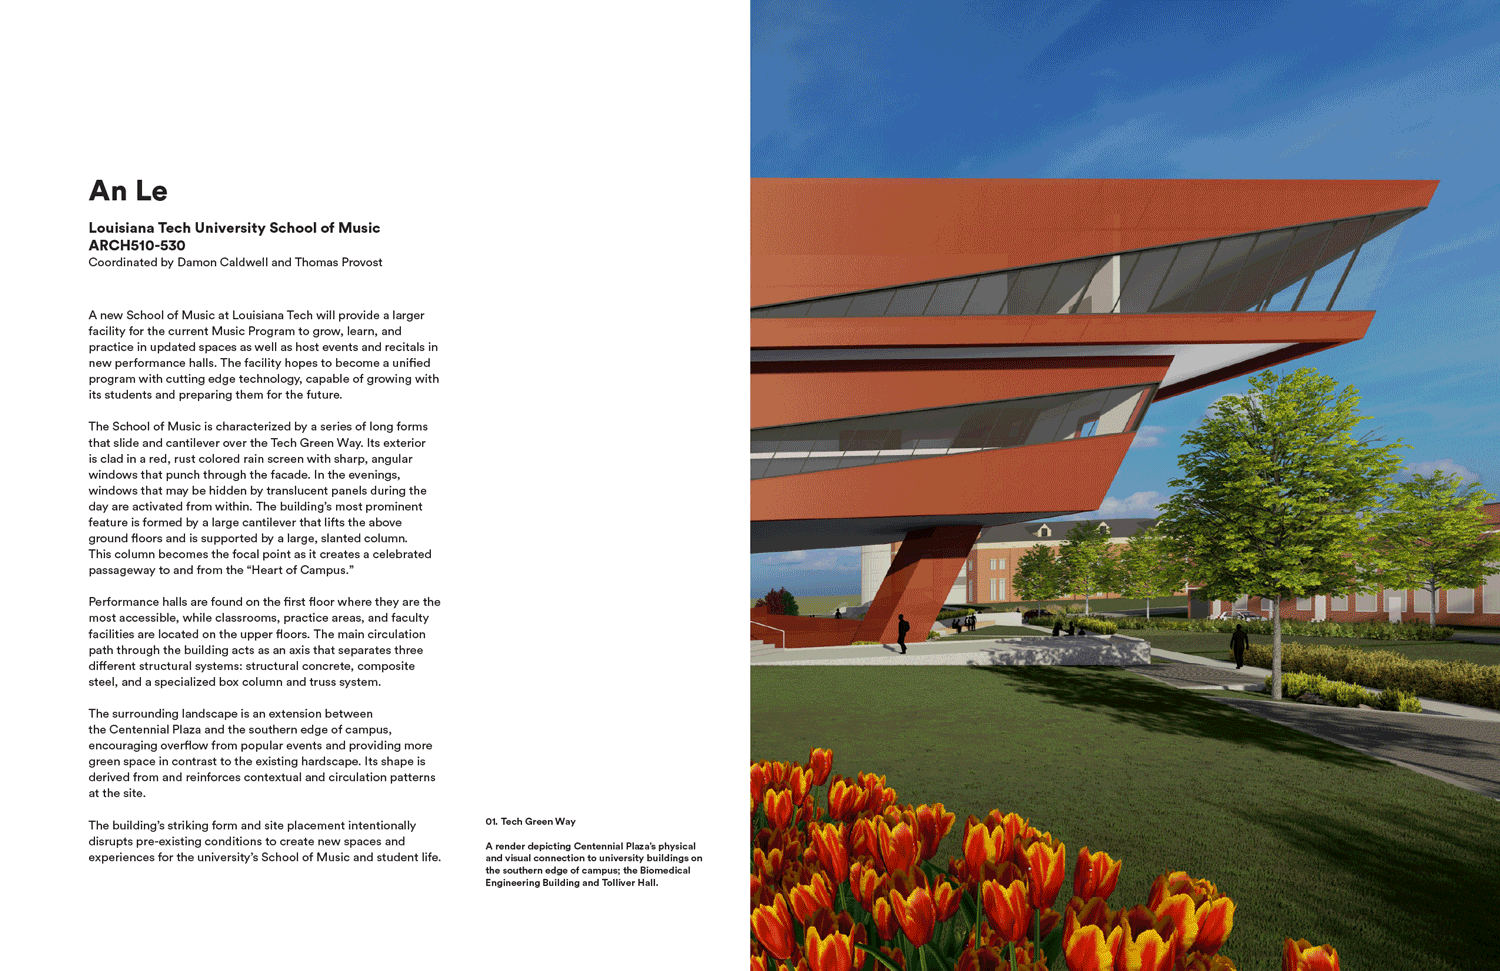 An Le
Louisiana Tech University School of Music
ARCH510-530
Coordinated by Damon Caldwell and Thomas Provost
A new School of Music at Louisiana Tech will provide a larger
facility for the current Music Program to grow, learn, and
practice in updated spaces as well as host events and recitals in
new performance halls. The facility hopes to become a unified
program with cutting edge technology, capable of growing with
its students and preparing them for the future.
The School of Music is characterized by a series of long forms
that slide and cantilever over the Tech Green Way. Its exterior
is clad in a red, rust colored rain screen with sharp, angular
windows that punch through the facade. In the evenings,
windows that may be hidden by translucent panels during the
day are activated from within. The building's most prominent
feature is formed by a large cantilever that lifts the above
ground floors and is supported by a large, slanted column.
This column becomes the focal point as it creates a celebrated
passageway to and from the “Heart of Campus.”
Performance halls are found on the first floor where they are the
most accessible, while classrooms, practice areas, and faculty
facilities are located on the upper floors. The main circulation
path through the building acts as an axis that separates three
different structural systems: structural concrete, composite
steel, and a specialized box column and truss system.
The surrounding landscape is an extension between
the Centennial Plaza and the southern edge of campus,
encouraging overflow from popular events and providing more
green space in contrast to the existing hardscape. Its shape is
derived from and reinforces contextual and circulation patterns
at the site.
The building’s striking form and site placement intentionally
disrupts pre-existing conditions to create new spaces and
experiences for the university’s School of Music and student life.
01. Tech Green Way
A render depicting Centennial Plaza’s physical
and visual connection to university buildings on
the southern edge of campus; the Biomedical
Engineering Building and Tolliver Hall.